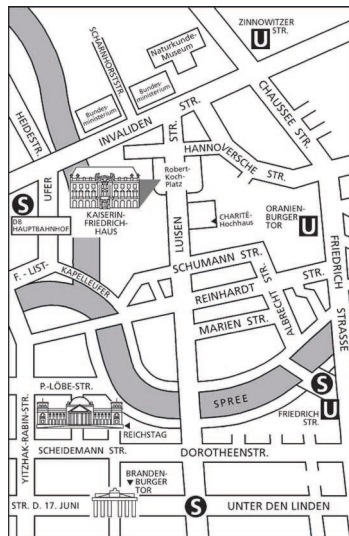 ZINNOWITZER
STR.
U
SCHARNHORSTSTR.
Naturkunde-
Museum
Bundes-
ministerium
Bundes-
ministerium
HEIDESTR.
INVALIDEN STR.
CHAUSSEE STR.
HANNOVERSCHE STR.
Robert-
Koch-
Platz
S
UFER
DB
HAUPTBAHNHOF
KAISERIN-
FRIEDRICH-
HAUS
LUISEN STR.
CHARITÉ-
Hochhaus
ORANIEN-
BURGER
TOR
U
FRIEDRICH STRASSE
F.-LIST-
KAPELLEUFER
SCHUMANN STR.
REINHARDT STR.
ALBRECHT STR.
MARIEN STR.
P.-LÖBE-STR.
SPREE
S
FRIEDRICH
STR.
U
YITZHAK-RABIN-STR.
REICHSTAG
SCHEIDEMANN STR.
DOROTHEENSTR.
BRANDEN-
BURGER
TOR
STR. D. 17. JUNI
S
UNTER DEN LINDEN